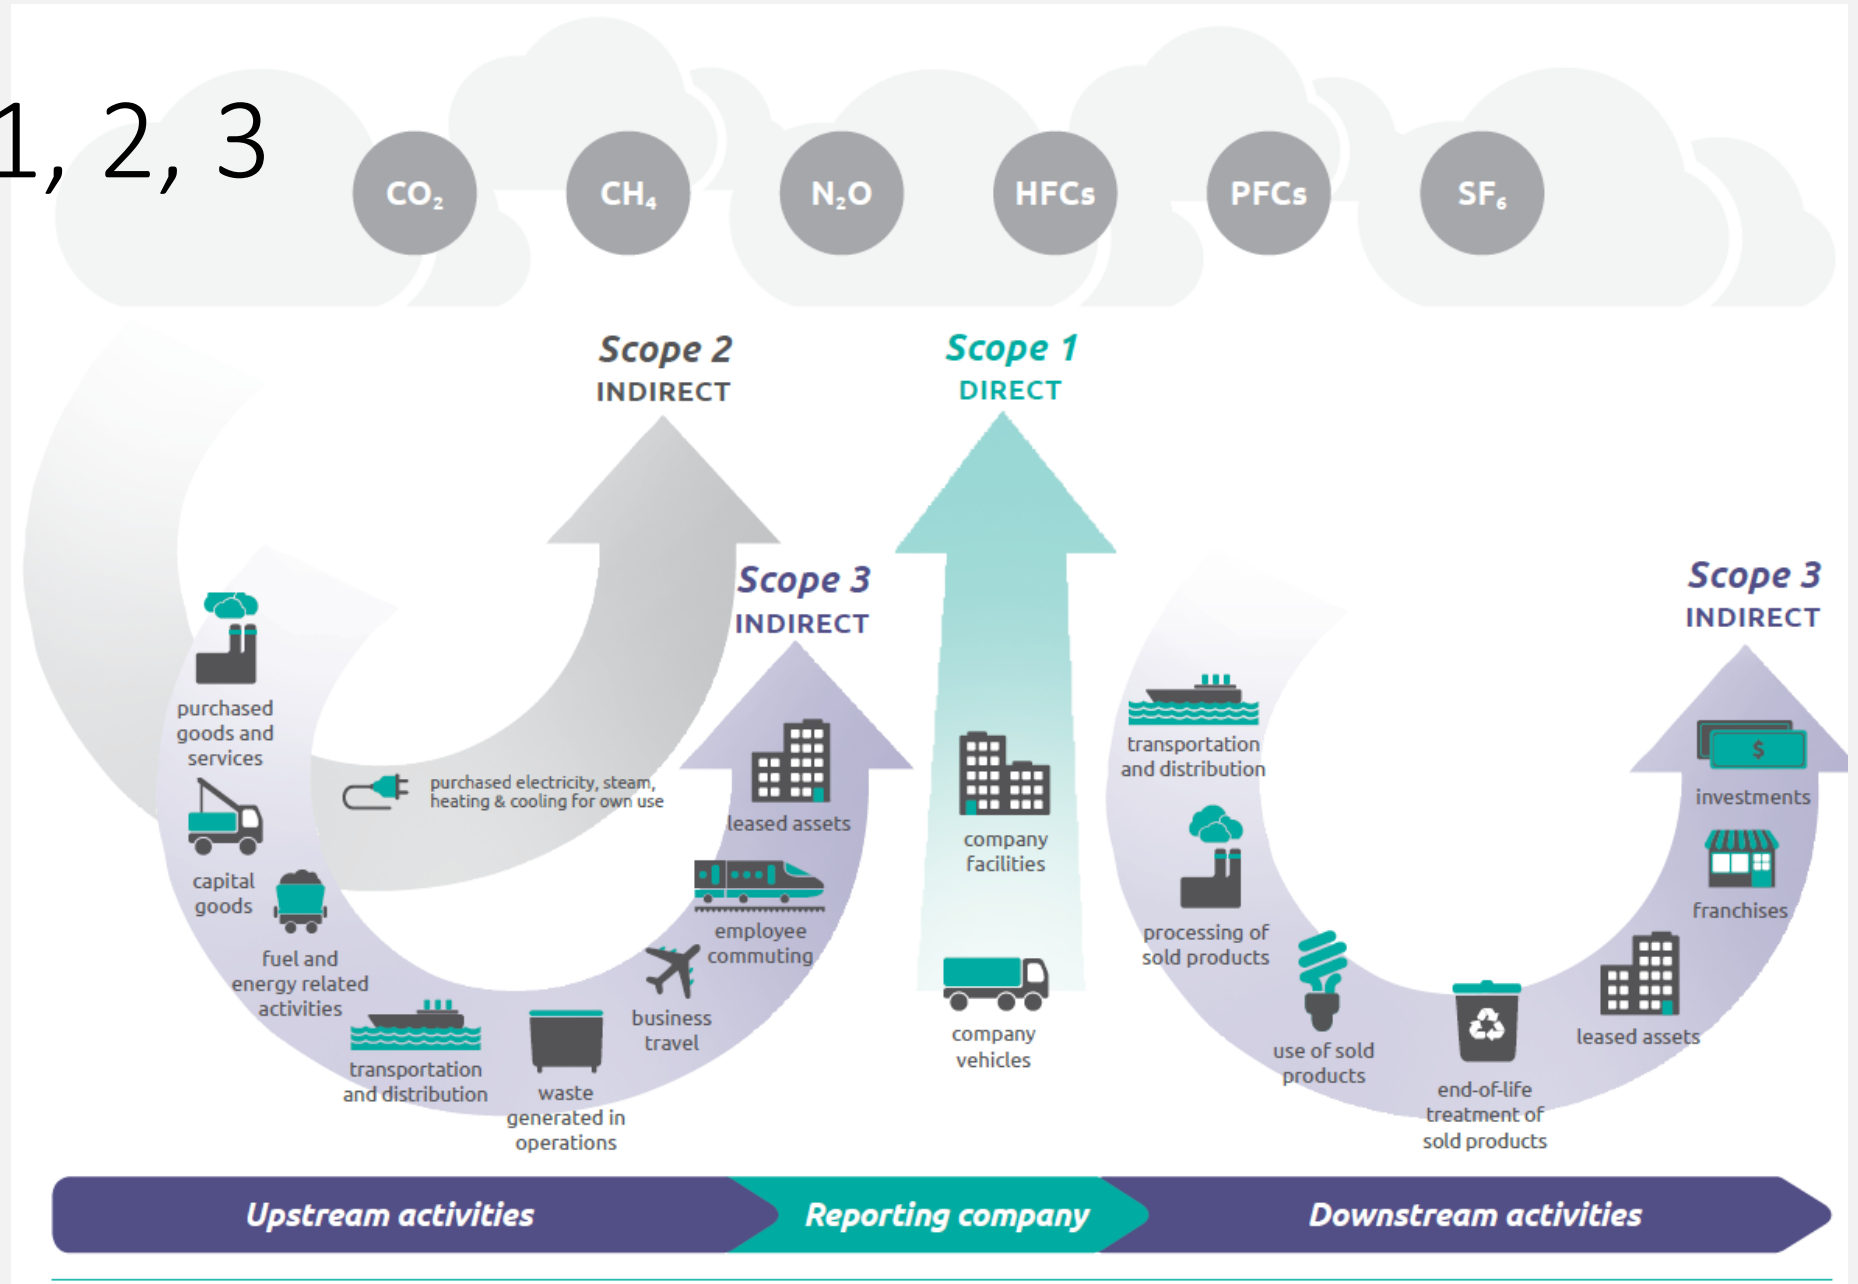 1, 2, 3
CO₂
CH₄
N₂O
HFCs
PFCs
SF₆
Scope 2
INDIRECT
Scope 1
DIRECT
Scope 3
INDIRECT
Scope 3
INDIRECT
purchased
goods and
services
capital
goods
fuel and
energy related
activities
transportation
and distribution
waste
generated in
operations
business
travel
employee
commuting
leased assets
purchased electricity, steam,
heating & cooling for own use
company
facilities
company
vehicles
transportation
and distribution
processing of
sold products
use of sold
products
end-of-life
treatment of
sold products
leased assets
franchises
$
investments
Upstream activities
Reporting company
Downstream activities